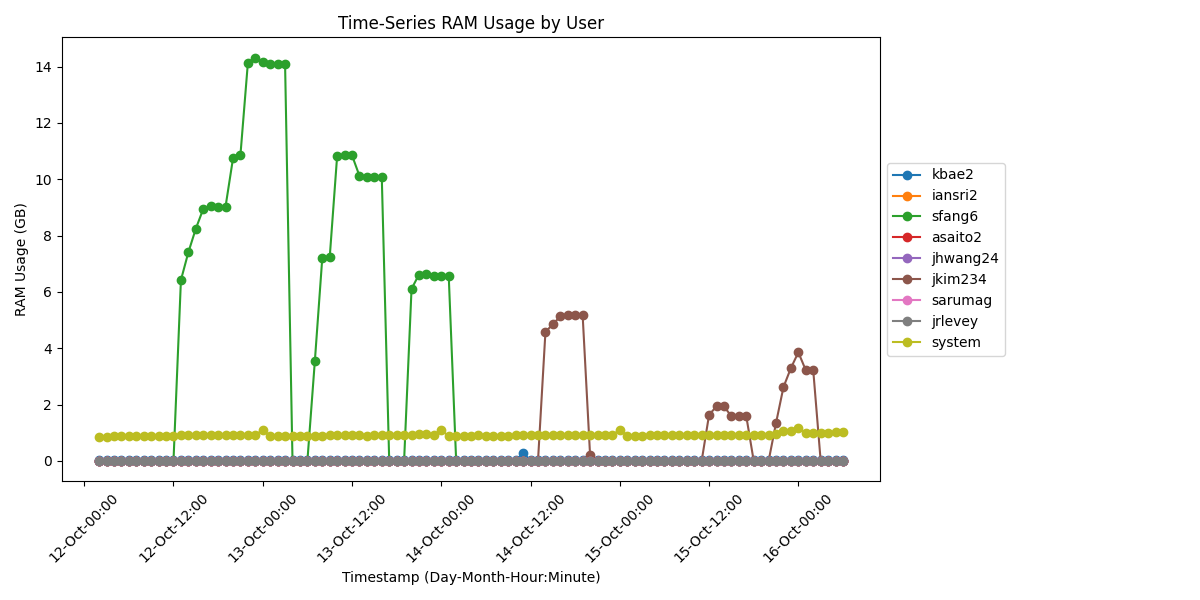 Time-Series RAM Usage by User
14
12
10
8
6
4
2
0
RAM Usage (GB)
12-Oct-00:00
12-Oct-12:00
13-Oct-00:00
13-Oct-12:00
14-Oct-00:00
14-Oct-12:00
15-Oct-00:00
15-Oct-12:00
16-Oct-00:00
Timestamp (Day-Month-Hour:Minute)
kbae2
iansri2
sfang6
asaito2
jhwang24
jkim234
sarumag
jrlevey
system